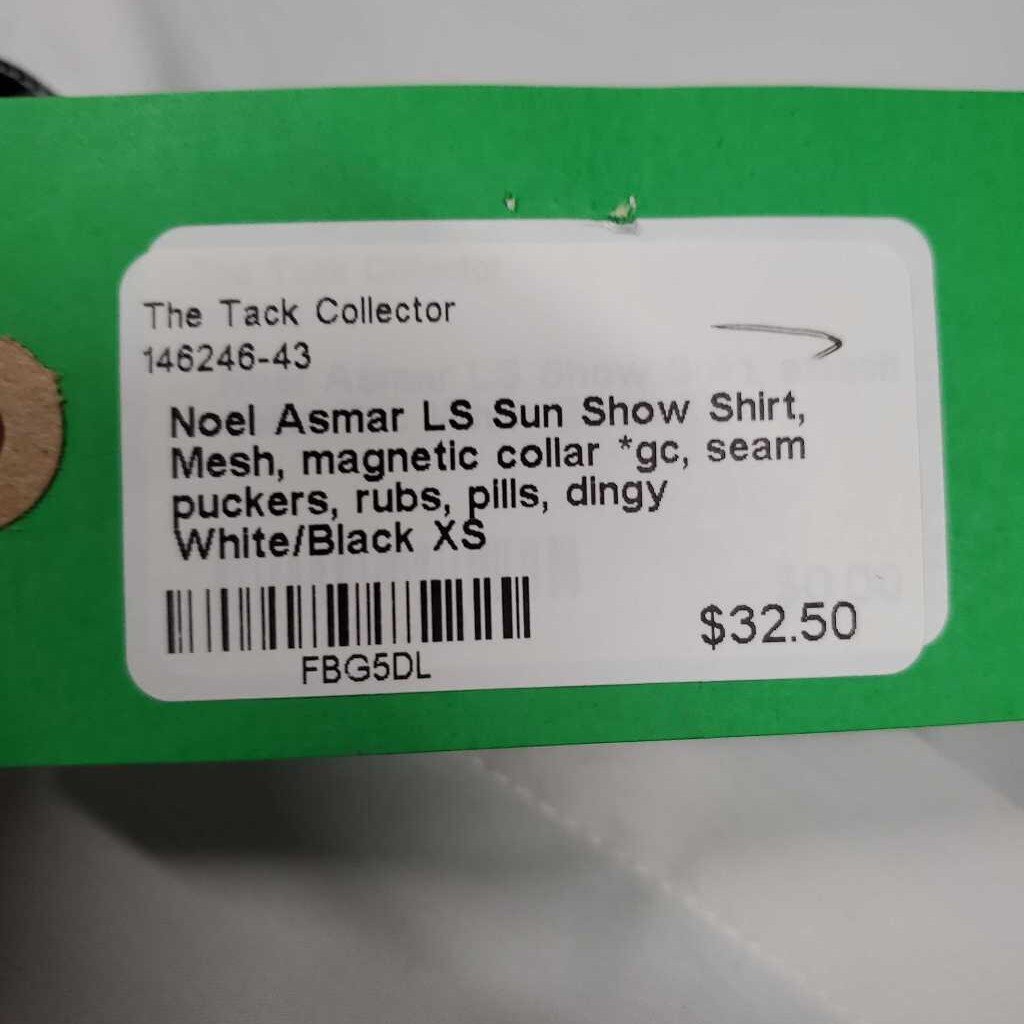 The Tack Collector
146246-43
Noel Asmar LS Sun Show Shirt,
Mesh, magnetic collar *gc, seam
puckers, rubs, pills, dingy
White/Black XS
FBG5DL
$32.50